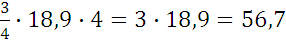 3/4 · 18,9 · 4 = 3 · 18,9 = 56,7